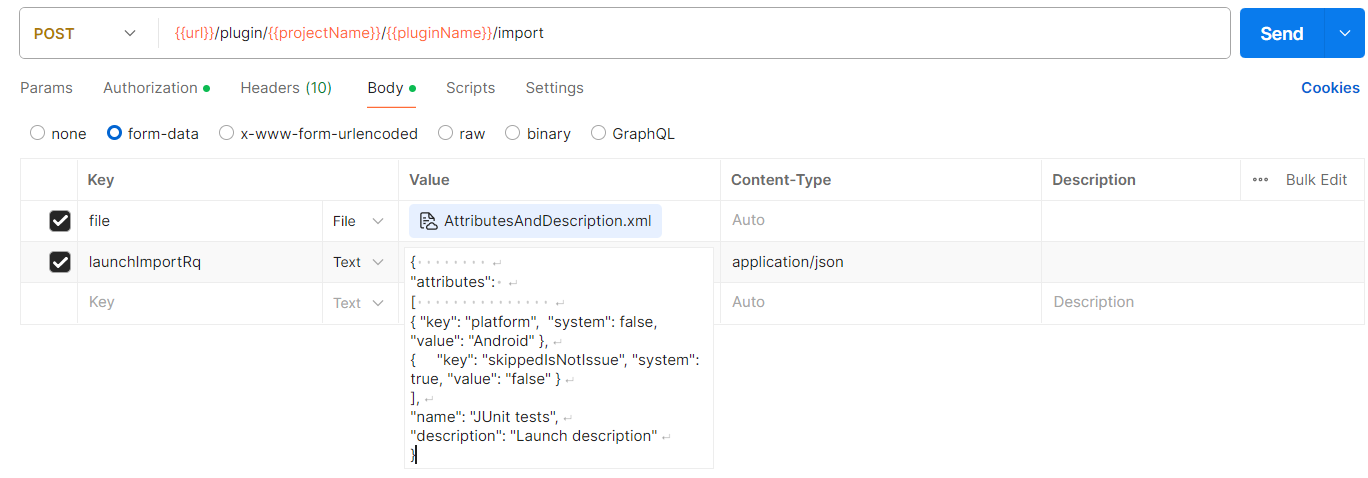 POST {{url}}/plugin/{{projectName}}/{{pluginName}}/import Send
Params Authorization Headers (10) Body Scripts Settings Cookies
none form-data x-www-form-urlencoded raw binary GraphQL
Key Value Content-Type Description ••• Bulk Edit
file File AttributesAndDescription.xml Auto
launchImportRq Text application/json
{
"attributes":
[
{ "key": "platform", "system": false,
"value": "Android" },
{ "key": "skippedIsNotIssue", "system":
true, "value": "false" }
],
"name": "JUnit tests",
"description": "Launch description"
}
Key Text Auto Description